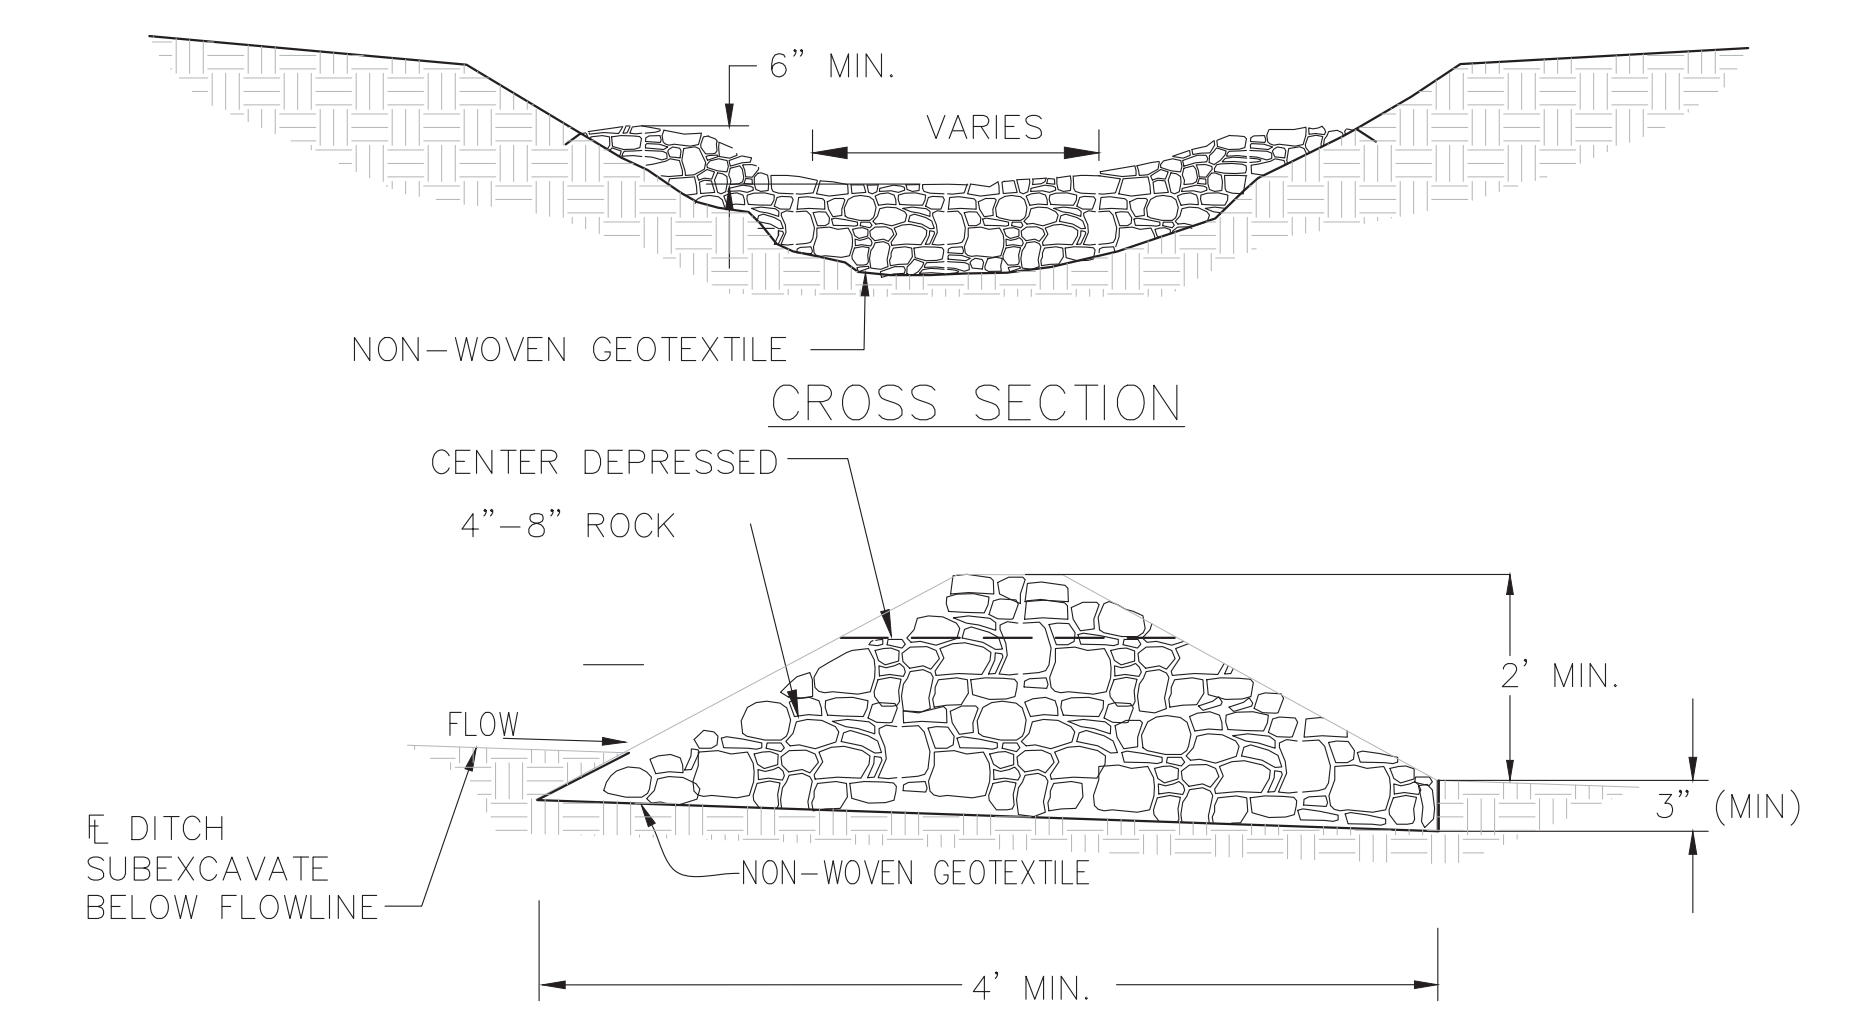 6” MIN.
VARIES
NON–WOVEN GEOTEXTILE
CROSS SECTION
CENTER DEPRESSED
4”–8” ROCK
2’ MIN.
FLOW
3” (MIN)
℄ DITCH
SUBEXCAVATE
BELOW FLOWLINE
NON–WOVEN GEOTEXTILE
4’ MIN.